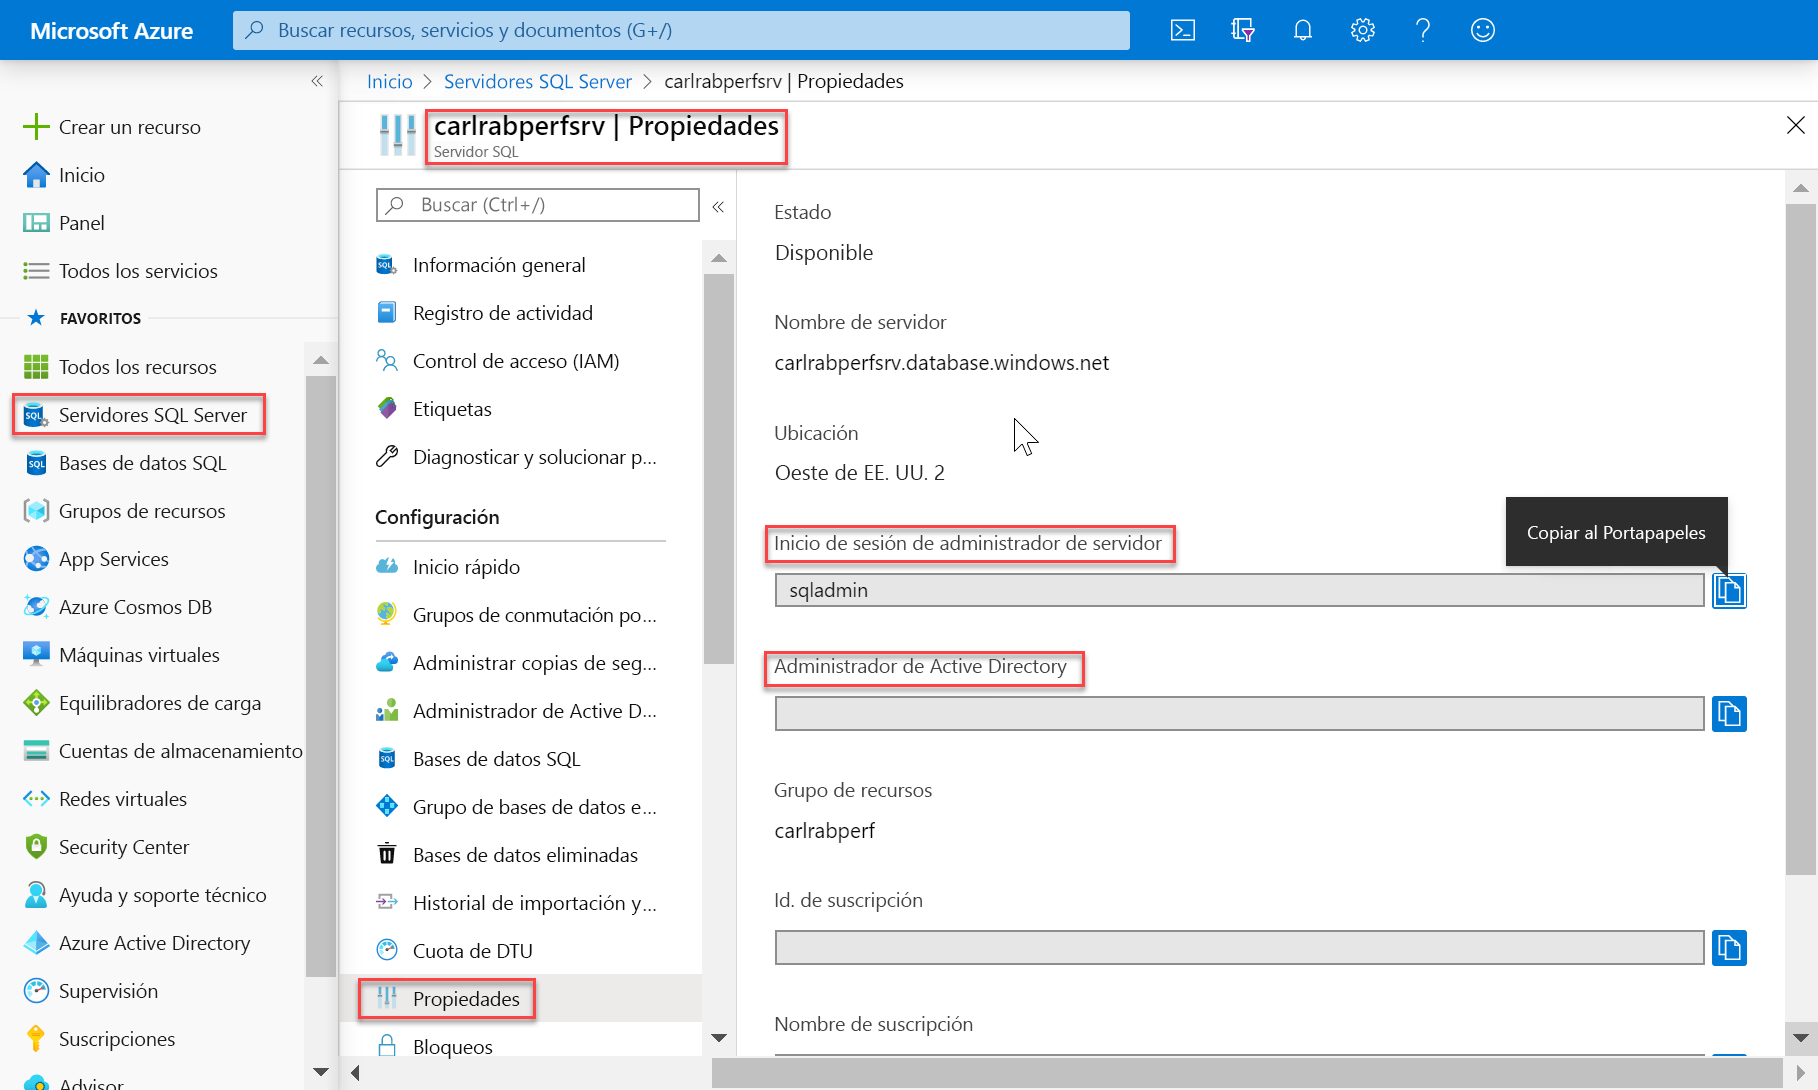 Microsoft Azure
Buscar recursos, servicios y documentos (G+/)
Crear un recurso
Inicio
Panel
Todos los servicios
FAVORITOS
Todos los recursos
Servidores SQL Server
Bases de datos SQL
Grupos de recursos
App Services
Azure Cosmos DB
Máquinas virtuales
Equilibradores de carga
Cuentas de almacenamiento
Redes virtuales
Security Center
Ayuda y soporte técnico
Azure Active Directory
Supervisión
Suscripciones
Advisor
Inicio > Servidores SQL Server > carlrabperfsrv | Propiedades
carlrabperfsrv | Propiedades
Servidor SQL
Buscar (Ctrl+/)
Información general
Registro de actividad
Control de acceso (IAM)
Etiquetas
Diagnosticar y solucionar p...
Configuración
Inicio rápido
Grupos de conmutación po...
Administrar copias de seg...
Administrador de Active D...
Bases de datos SQL
Grupo de bases de datos e...
Bases de datos eliminadas
Historial de importación y...
Cuota de DTU
Propiedades
Bloqueos
Estado
Disponible
Nombre de servidor
carlrabperfsrv.database.windows.net
Ubicación
Oeste de EE. UU. 2
Inicio de sesión de administrador de servidor
Copiar al Portapapeles
sqladmin
Administrador de Active Directory
Grupo de recursos
carlrabperf
Id. de suscripción
Nombre de suscripción